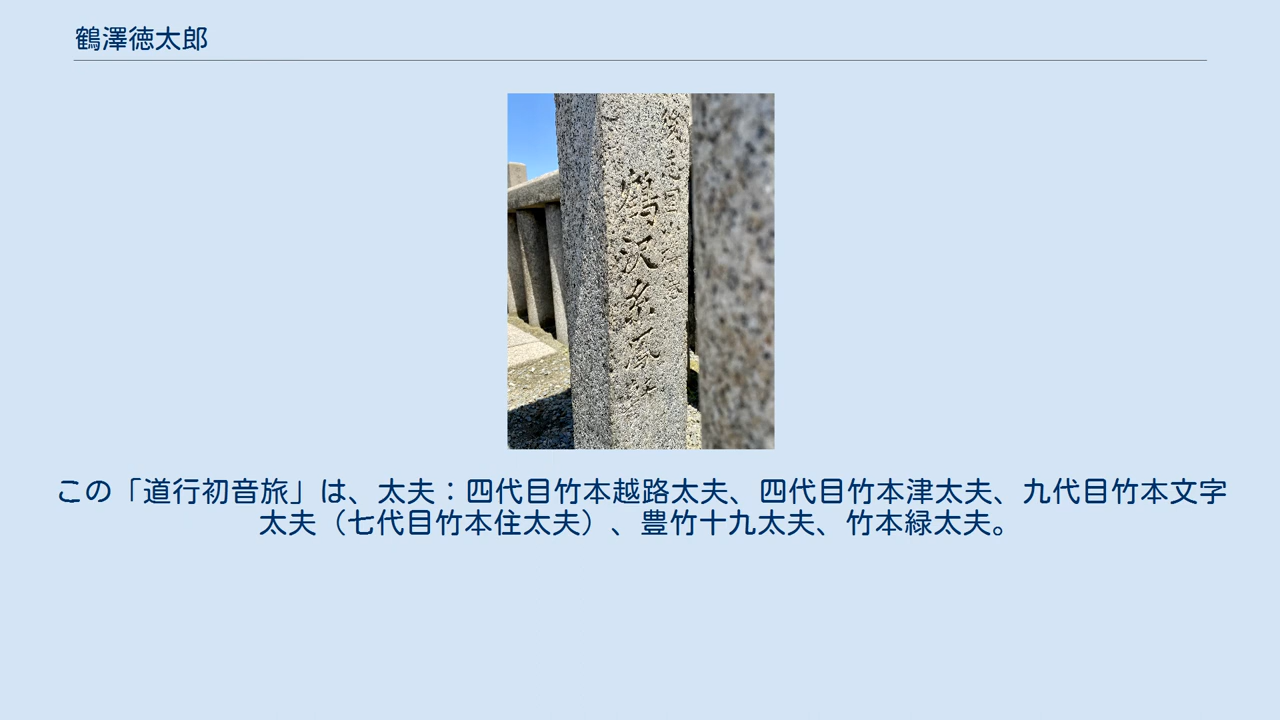 鶴澤徳太郎
鶴沢糸鳳
この「道行初音旅」は、太夫：四代目竹本越路太夫、四代目竹本津太夫、九代目竹本文字
太夫（七代目竹本住太夫）、豊竹十九太夫、竹本緑太夫。